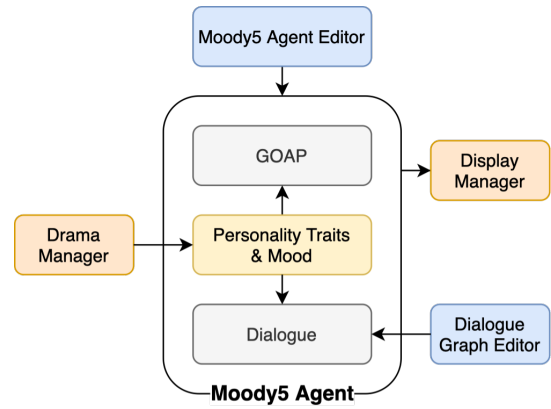 Moody5 Agent Editor
GOAP
Display
Manager
Drama
Manager
Personality Traits
& Mood
Dialogue
Dialogue
Graph Editor
Moody5 Agent